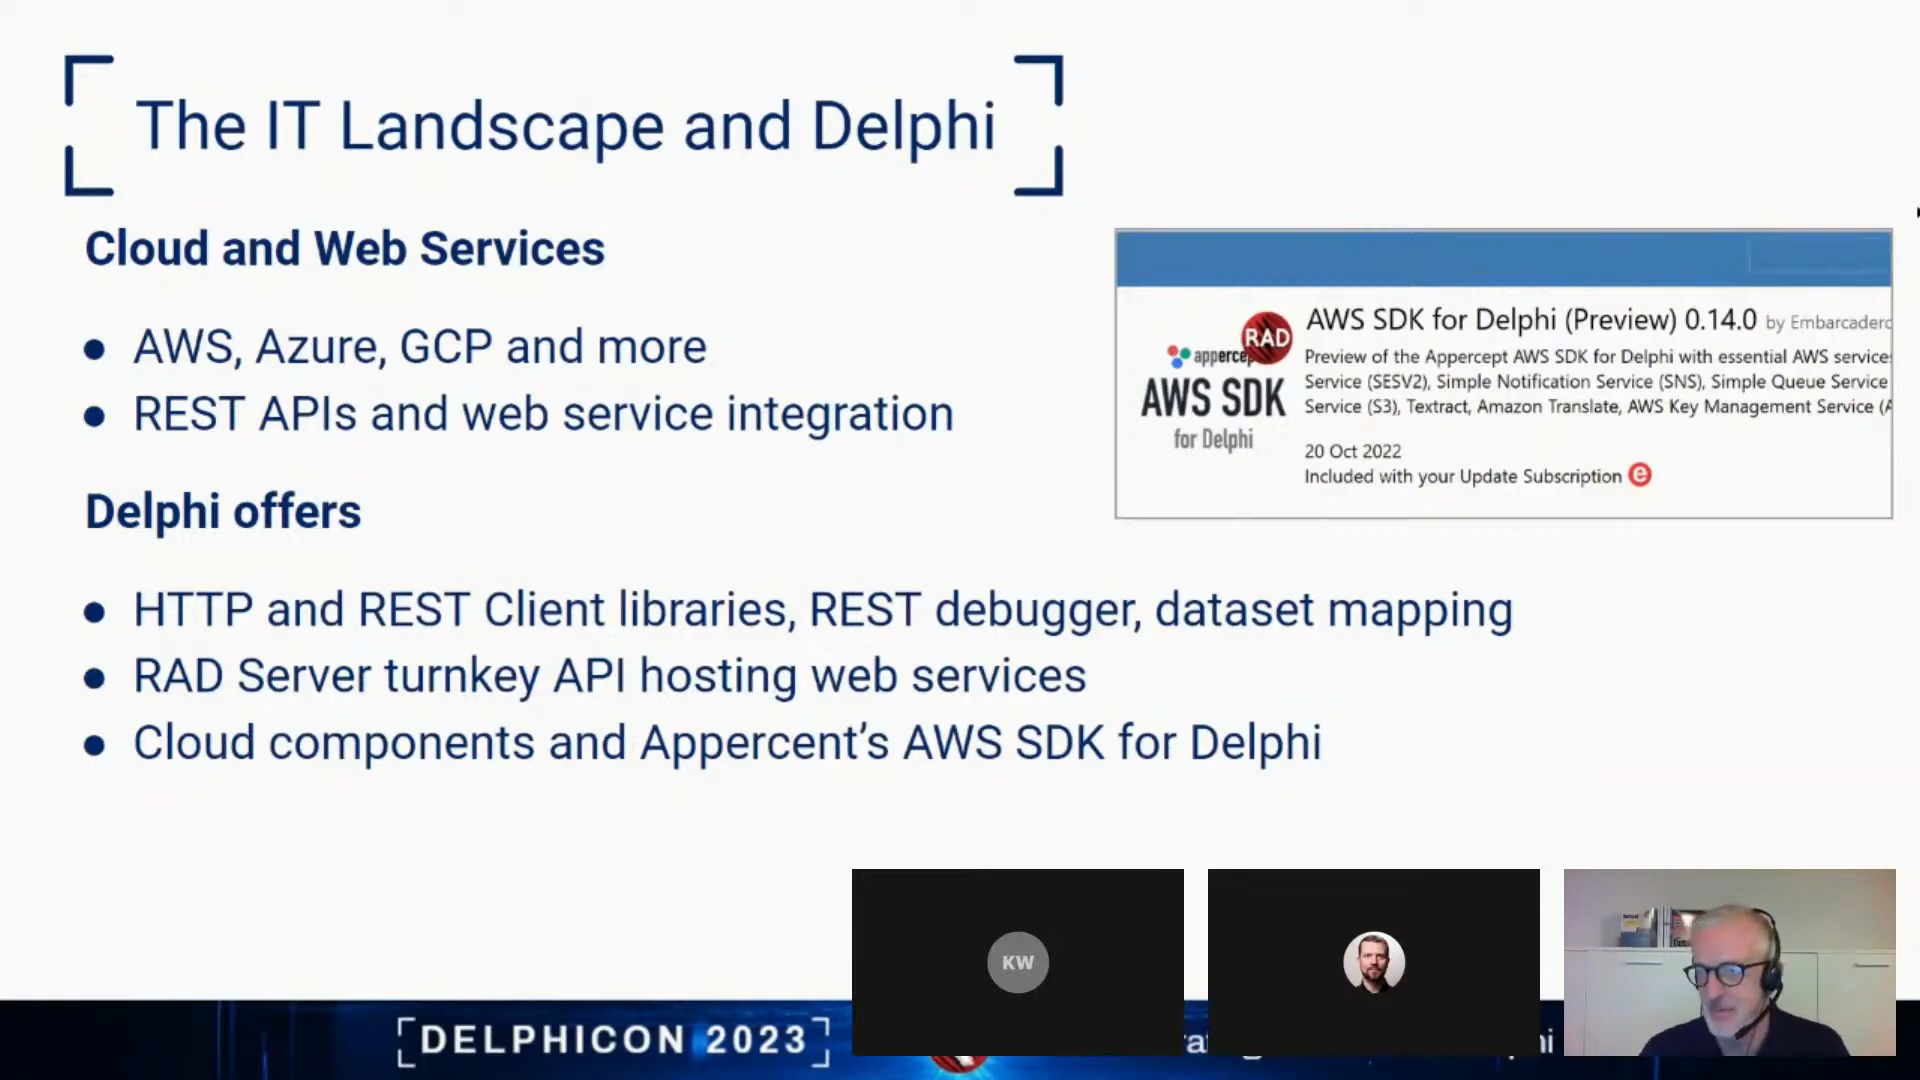 The IT Landscape and Delphi
Cloud and Web Services
AWS, Azure, GCP and more
REST APIs and web service integration
Delphi offers
HTTP and REST Client libraries, REST debugger, dataset mapping
RAD Server turnkey API hosting web services
Cloud components and Appercent’s AWS SDK for Delphi
RAD
apperce
AWS SDK
for Delphi
AWS SDK for Delphi (Preview) 0.14.0 by Embarcadero
Preview of the Appercept AWS SDK for Delphi with essential AWS services
Service (SESV2), Simple Notification Service (SNS), Simple Queue Service
Service (S3), Textract, Amazon Translate, AWS Key Management Service (A
20 Oct 2022
Included with your Update Subscription
KW
DELPHICON 2023